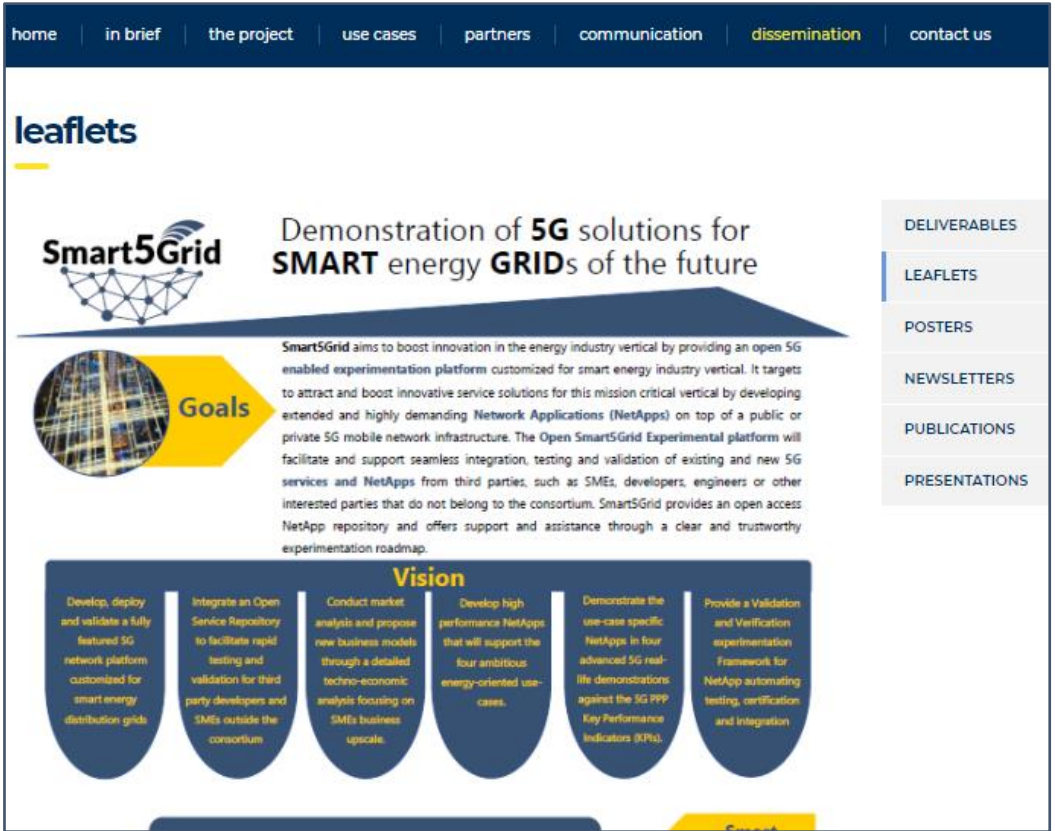 home
in brief
the project
use cases
partners
communication
dissemination
contact us
leaflets
Smart5Grid
Demonstration of 5G solutions for
SMART energy GRIDs of the future
DELIVERABLES
LEAFLETS
POSTERS
NEWSLETTERS
PUBLICATIONS
PRESENTATIONS
Goals
Smart5Grid aims to boost innovation in the energy industry vertical by providing an open 5G
enabled experimentation platform customized for smart energy industry vertical. It targets
to attract and boost innovative service solutions for this mission critical vertical by developing
extended and highly demanding Network Applications (NetApps) on top of a public or
private 5G mobile network infrastructure. The Open Smart5Grid Experimental platform will
facilitate and support seamless integration, testing and validation of existing and new 5G
services and NetApps from third parties, such as SMEs, developers, engineers or other
interested parties that do not belong to the consortium. Smart5Grid provides an open access
NetApp repository and offers support and assistance through a clear and trustworthy
experimentation roadmap.
Vision
Develop, deploy
and validate a fully
featured 5G
network platform
customized for
smart energy
distribution grids
Integrate an Open
Service Repository
to facilitate rapid
testing and
validation for third
party developers and
SMEs outside the
consortium
Conduct market
analysis and propose
new business models
through a detailed
techno-economic
analysis focusing on
SMEs business
upscale.
Develop high
performance NetApps
that will support the
four ambitious
energy-oriented use-
cases.
Demonstrate the
use-case specific
NetApps in four
advanced 5G real-
life demonstrations
against the 5G PPP
Key Performance
Indicators (KPIs).
Provide a Validation
and Verification
experimentation
Framework for
NetApp automating
testing, certification
and integration